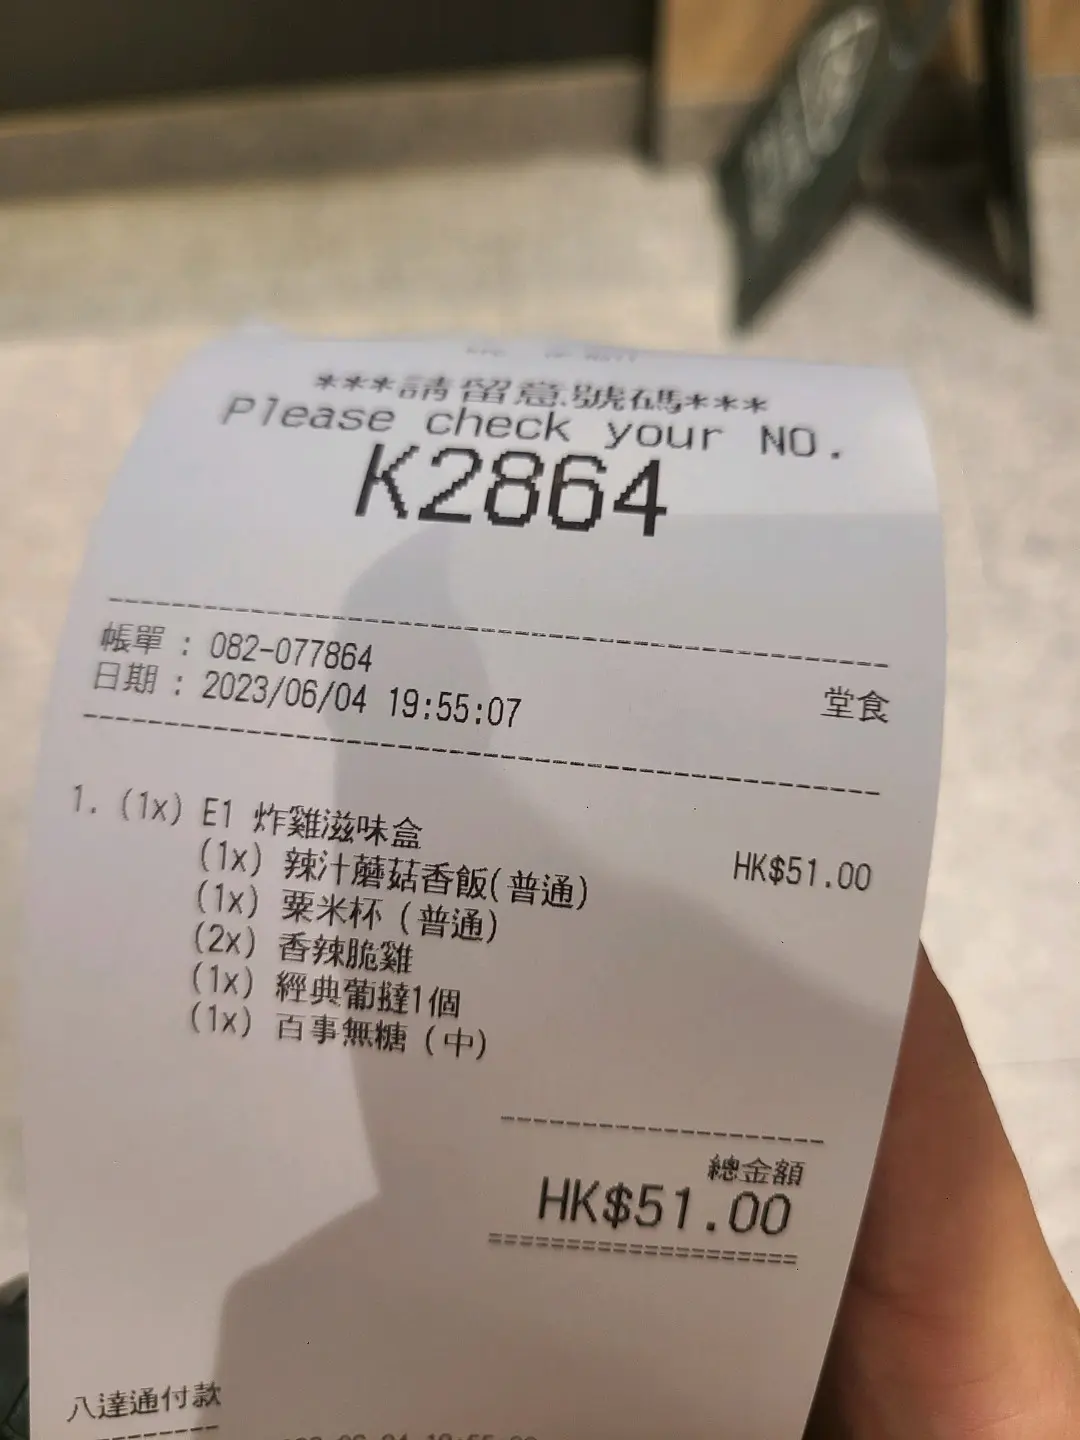 ***請留意號碼***
Please check your NO.
K2864
帳單 : 082-077864
日期 : 2023/06/04 19:55:07 堂食
1. (1x) E1 炸雞滋味盒 HK$51.00
(1x) 辣汁蘑菇香飯(普通)
(1x) 粟米杯 (普通)
(2x) 香辣脆雞
(1x) 經典葡撻1個
(1x) 百事無糖 (中)
總金額
HK$51.00
八達通付款